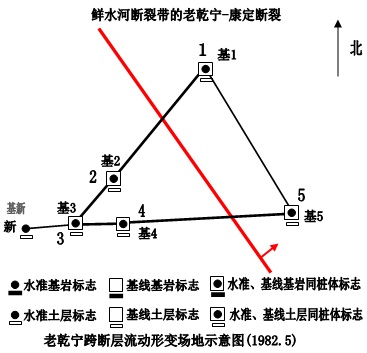 鲜水河断裂带的老乾宁-康定断裂
北
1 基1
基2
2
基新
新
基3
3
4
基4
5
基5
水准基岩标志 基线基岩标志 水准、基线基岩同桩体标志
水准土层标志 基线土层标志 水准、基线土层同桩体标志
老乾宁跨断层流动形变场地示意图(1982.5)